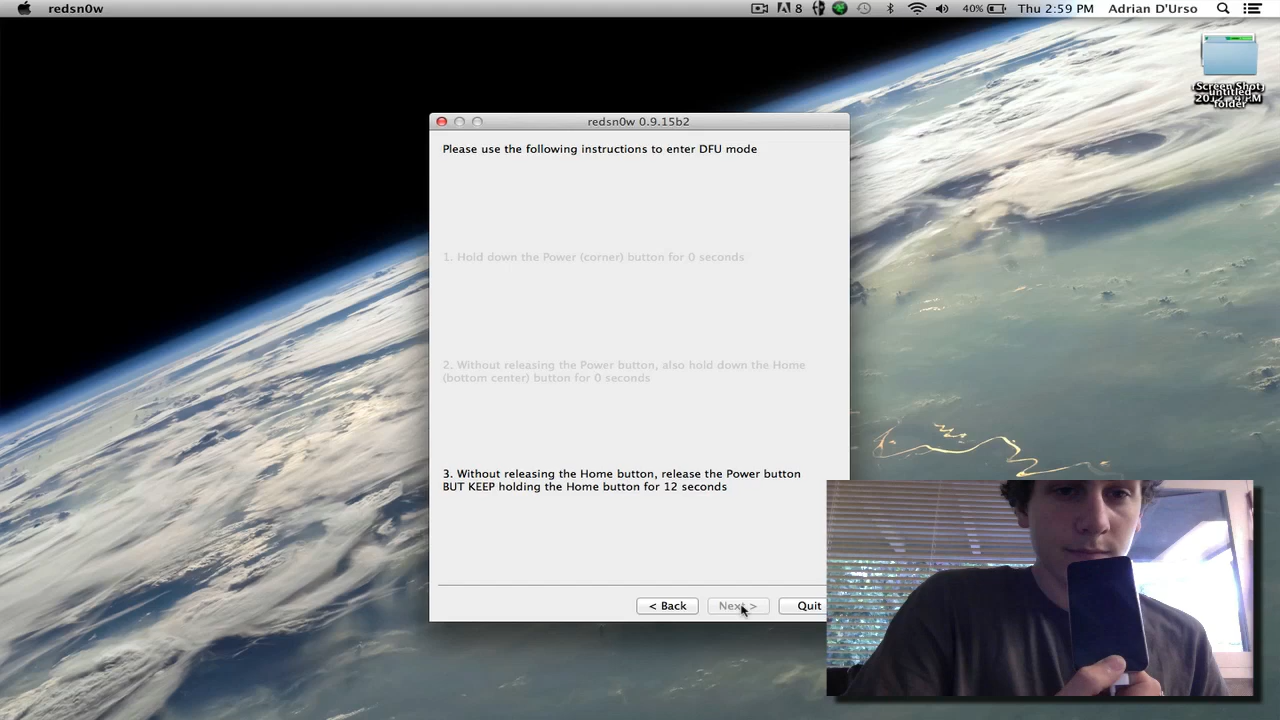 redsn0w
8 40% Thu 2:59 PM Adrian D'Urso
redsn0w 0.9.15b2
Please use the following instructions to enter DFU mode
1. Hold down the Power (corner) button for 0 seconds
2. Without releasing the Power button, also hold down the Home
(bottom center) button for 0 seconds
3. Without releasing the Home button, release the Power button
BUT KEEP holding the Home button for 12 seconds
< Back Next > Quit